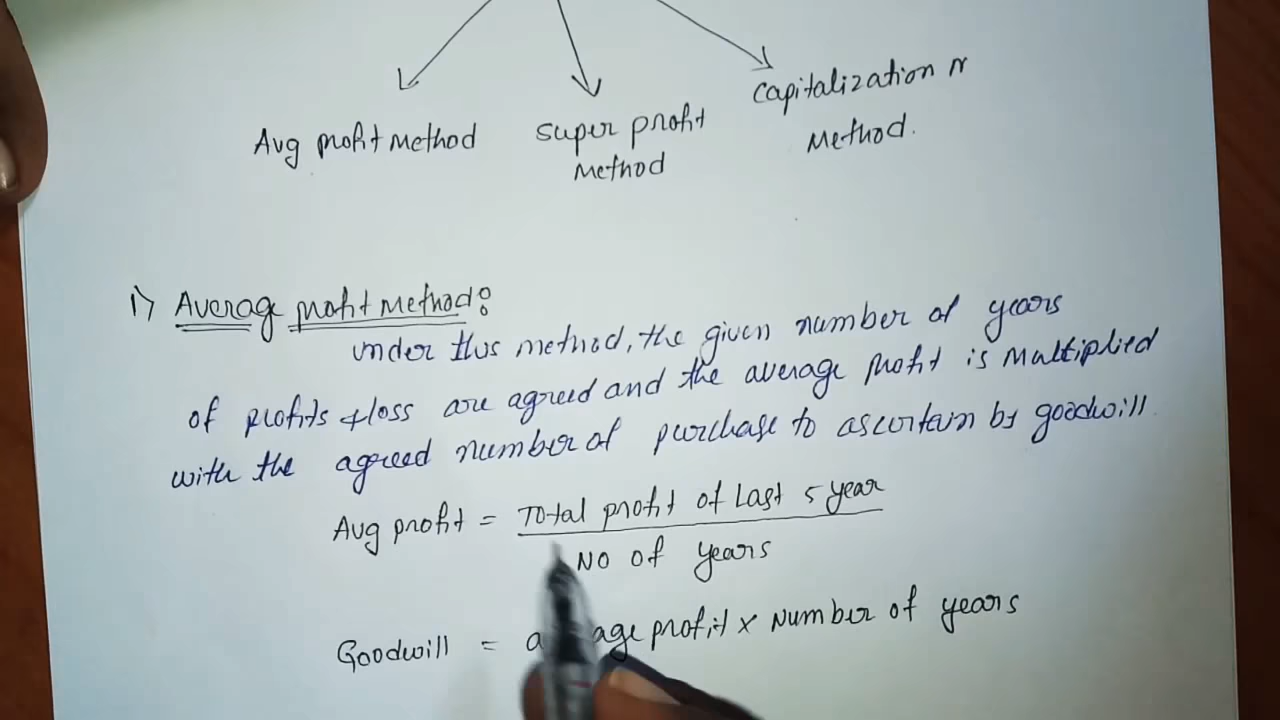 Avg profit method
super profit method
capitalization m method.
1) Average profit method:
under this method, the given number of years
of profits & loss are agreed and the average profit is multiplied
with the agreed number of purchase to ascertain by goodwill
Avg profit = Total profit of last 5 year
No of years
Goodwill = average profit x number of years